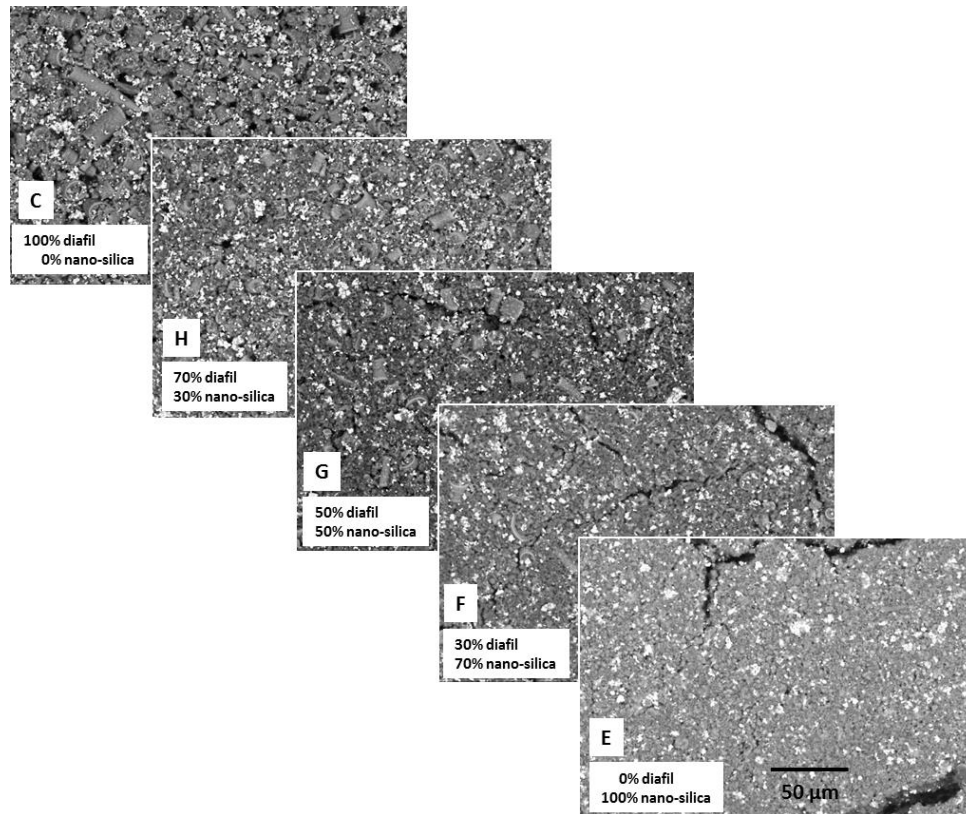 C
100% diafil
0% nano-silica
H
70% diafil
30% nano-silica
G
50% diafil
50% nano-silica
F
30% diafil
70% nano-silica
E
0% diafil
100% nano-silica
50 μm